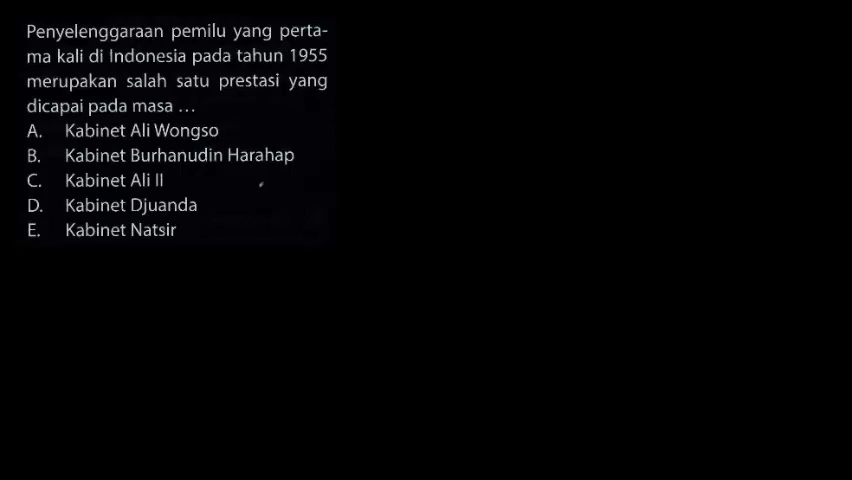 Penyelenggaraan pemilu yang perta-
ma kali di Indonesia pada tahun 1955
merupakan salah satu prestasi yang
dicapai pada masa ...
A. Kabinet Ali Wongso
B. Kabinet Burhanudin Harahap
C. Kabinet Ali II
D. Kabinet Djuanda
E. Kabinet Natsir